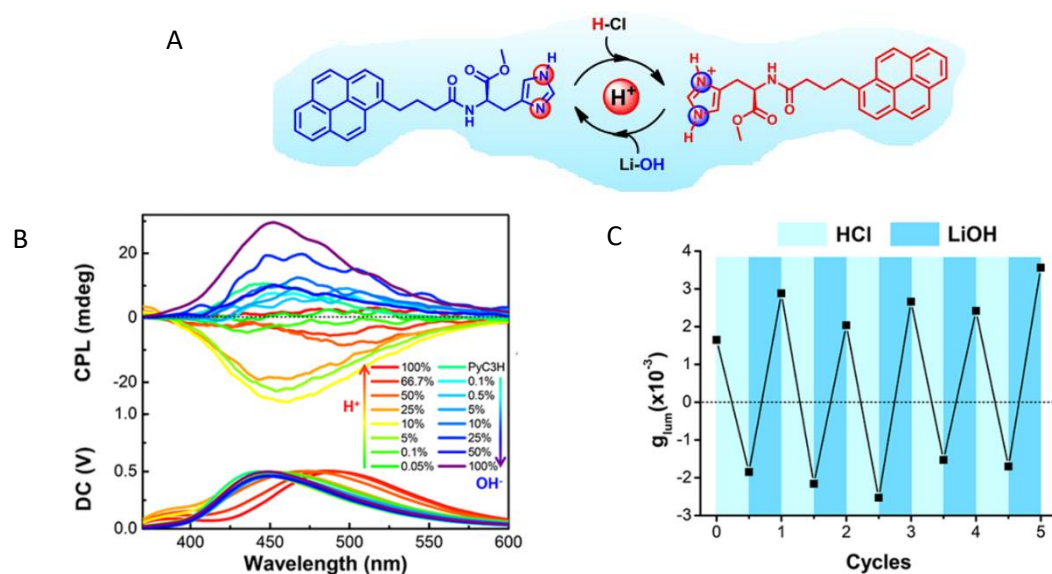 A
H-Cl
H
N
N
O
O
O
N
H
H⁺
Li-OH
H
N⁺
N
H
H
N
O
O
O
B
CPL (mdeg)
20
0
-20
H⁺
100% PyC3H
66.7% 0.1%
50% 0.5%
25% 5%
10% 10%
5% 25%
0.1% 50%
0.05% 100%
OH⁻
DC (V)
1.0
0.5
0.0
400 450 500 550 600
Wavelength (nm)
C
HCl LiOH
g_lum(x10⁻³)
4
3
2
1
0
-1
-2
-3
0 1 2 3 4 5
Cycles